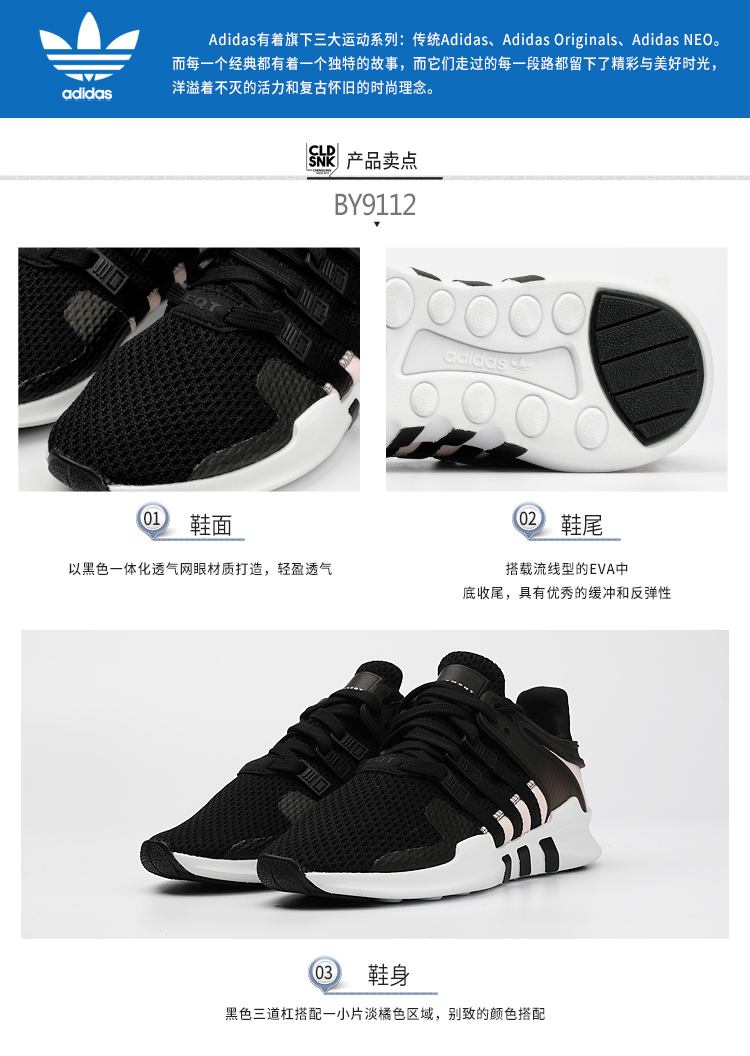 adidas
Adidas有着旗下三大运动系列：传统Adidas、Adidas Originals、Adidas NEO。
而每一个经典都有着一个独特的故事，而它们走过的每一段路都留下了精彩与美好时光，
洋溢着不灭的活力和复古怀旧的时尚理念。
CLD
SNK
产品卖点
BY9112
EQT
adidas
01 鞋面
02 鞋尾
以黑色一体化透气网眼材质打造，轻盈透气
搭载流线型的EVA中
底收尾，具有优秀的缓冲和反弹性
03 鞋身
黑色三道杠搭配一小片淡橘色区域，别致的颜色搭配